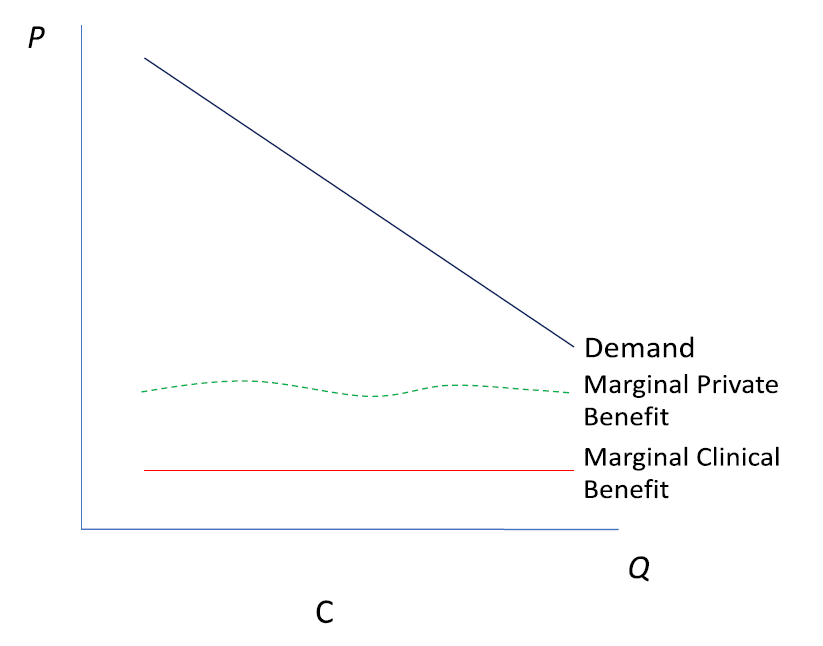 P
Demand
Marginal Private
Benefit
Marginal Clinical
Benefit
Q
C